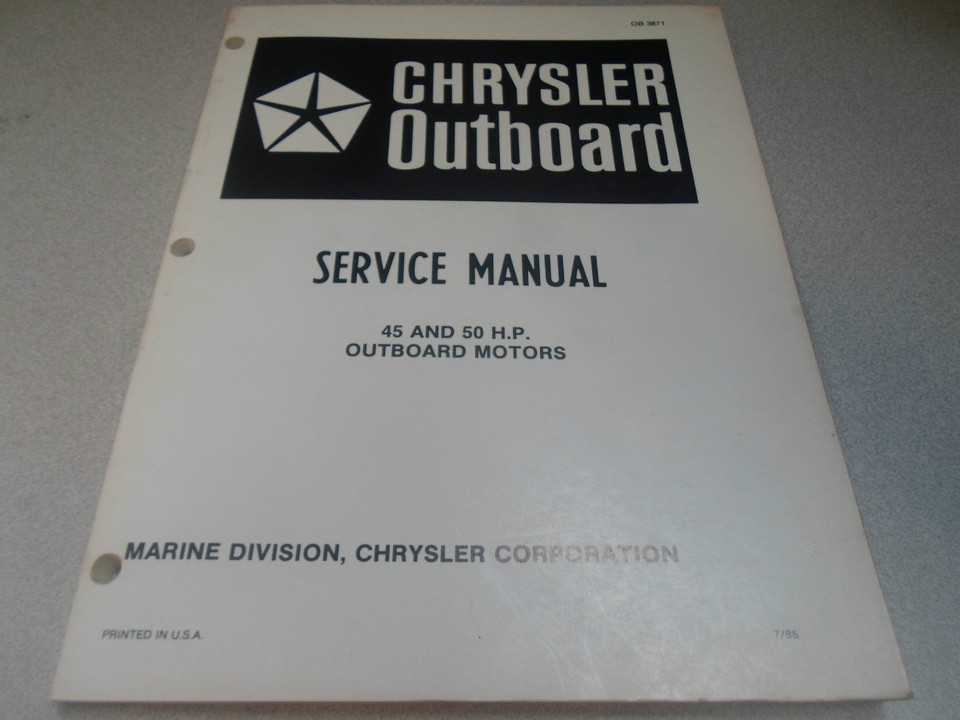 OB 3871
CHRYSLER
Outboard
SERVICE MANUAL
45 AND 50 H.P.
OUTBOARD MOTORS
MARINE DIVISION, CHRYSLER CORPORATION
PRINTED IN U.S.A.
7/85